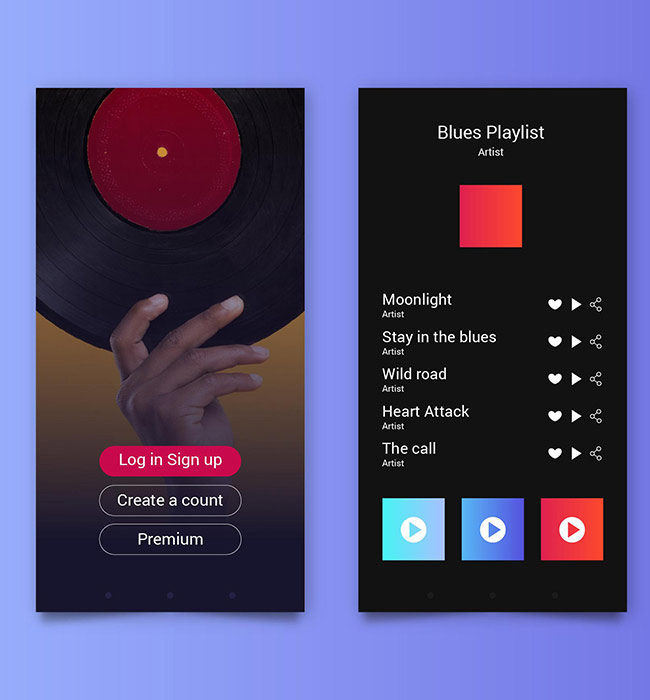 Log in Sign up
Create a count
Premium
Blues Playlist
Artist
Moonlight
Artist
Stay in the blues
Artist
Wild road
Artist
Heart Attack
Artist
The call
Artist